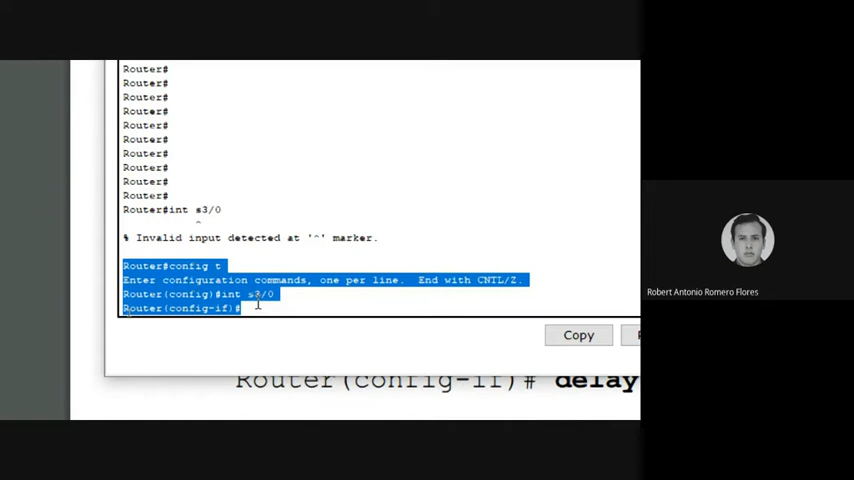 Router#
Router#
Router#
Router#
Router#
Router#
Router#
Router#
Router#
Router#
Router#int s3/0
^
% Invalid input detected at '^' marker.
Router#config t
Enter configuration commands, one per line. End with CNTL/Z.
Router(config)#int s3/0
Router(config-if)#
Copy
Router(config-if)# delay
Robert Antonio Romero Flores